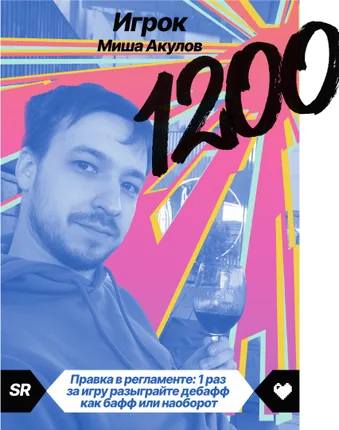 Игрок
Миша Акулов
1200
SR
Правка в регламенте: 1 раз
за игру разыграйте дебафф
как бафф или наоборот